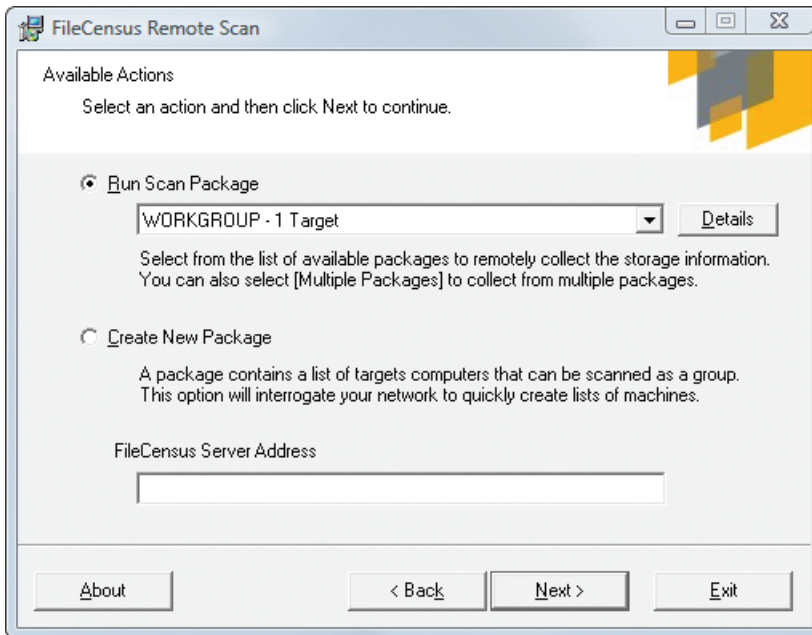 FileCensus Remote Scan
Available Actions
Select an action and then click Next to continue.
Run Scan Package
WORKGROUP - 1 Target
Details
Select from the list of available packages to remotely collect the storage information.
You can also select [Multiple Packages] to collect from multiple packages.
Create New Package
A package contains a list of targets computers that can be scanned as a group.
This option will interrogate your network to quickly create lists of machines.
FileCensus Server Address
About
< Back
Next >
Exit